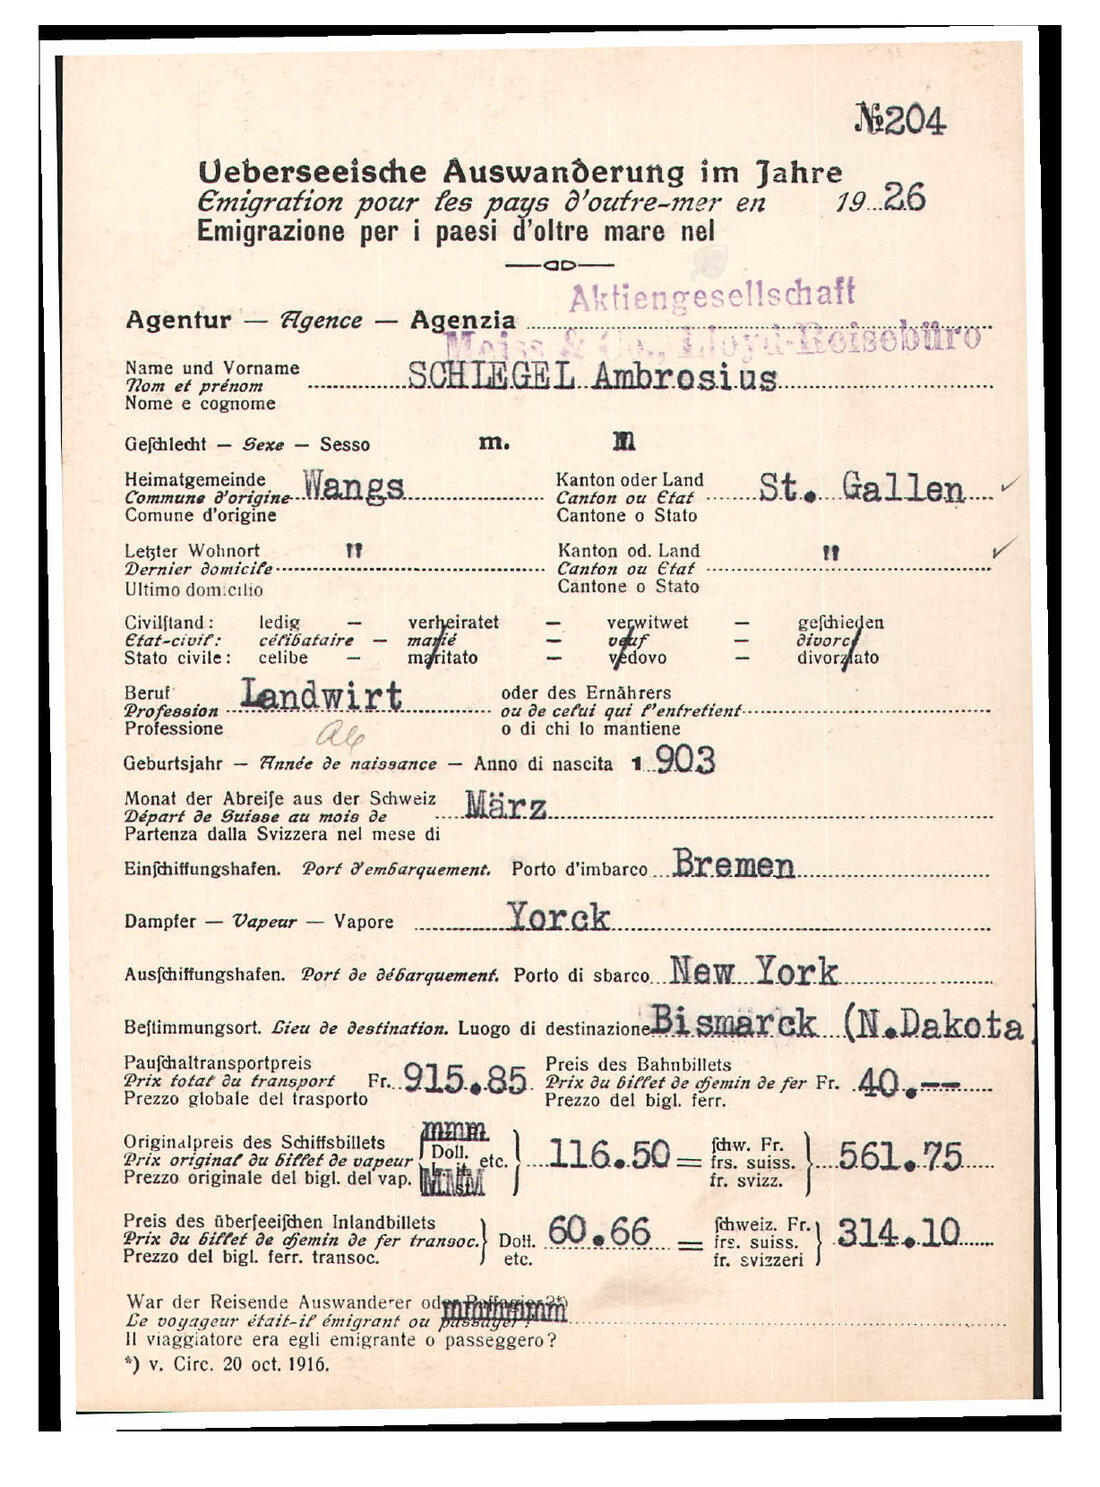 №204
Ueberseeische Auswanderung im Jahre
Emigration pour les pays d'outre-mer en 1926
Emigrazione per i paesi d'oltre mare nel
Aktiengesellschaft
Agentur — Agence — Agenzia
Meiss & Co., Lloyd-Reisebüro
Name und Vorname
Nom et prénom SCHLEGEL Ambrosius
Nome e cognome
Geschlecht — Sexe — Sesso m. m
Heimatgemeinde Kanton oder Land
Commune d'origine Wangs Canton ou Etat St. Gallen ✓
Comune d'origine Cantone o Stato
Letzter Wohnort " Kanton od. Land " ✓
Dernier domicile Canton ou Etat
Ultimo domicilio Cantone o Stato
Civilstand: ledig — verheiratet — verwitwet — geschieden
Etat-civil: célibataire — marié — veuf — divorcé
Stato civile: celibe — maritato — vedovo — divorziato
Beruf oder des Ernährers
Profession Landwirt ou de celui qui l'entretient
Professione o di chi lo mantiene
Geburtsjahr — Année de naissance — Anno di nascita 1 903
Monat der Abreise aus der Schweiz
Départ de Suisse au mois de März
Partenza dalla Svizzera nel mese di
Einschiffungshafen. Port d'embarquement. Porto d'imbarco Bremen
Dampfer — Vapeur — Vapore Yorck
Ausschiffungshafen. Port de débarquement. Porto di sbarco New York
Bestimmungsort. Lieu de destination. Luogo di destinazione Bismarck (N.Dakota)
Pauschaltransportpreis Preis des Bahnbillets
Prix total du transport Fr. 915.85 Prix du billet de chemin de fer Fr. 40.--
Prezzo globale del trasporto Prezzo del bigl. ferr.
Originalpreis des Schiffsbillets schw. Fr.
Prix original du billet de vapeur Doll. etc. 116.50 = frs. suisse. 561.75
Prezzo originale del bigl. del vap. fr. svizz.
Preis des überseeischen Inlandbillets schweiz. Fr.
Prix du billet de chemin de fer transoc. Doll. 60.66 = frs. suiss. 314.10
Prezzo del bigl. ferr. transoc. etc. fr. svizzeri
War der Reisende Auswanderer oder Passagier?*)
Le voyageur était-il émigrant ou passager?
Il viaggiatore era egli emigrante o passeggero?
*) v. Circ. 20 oct. 1916.